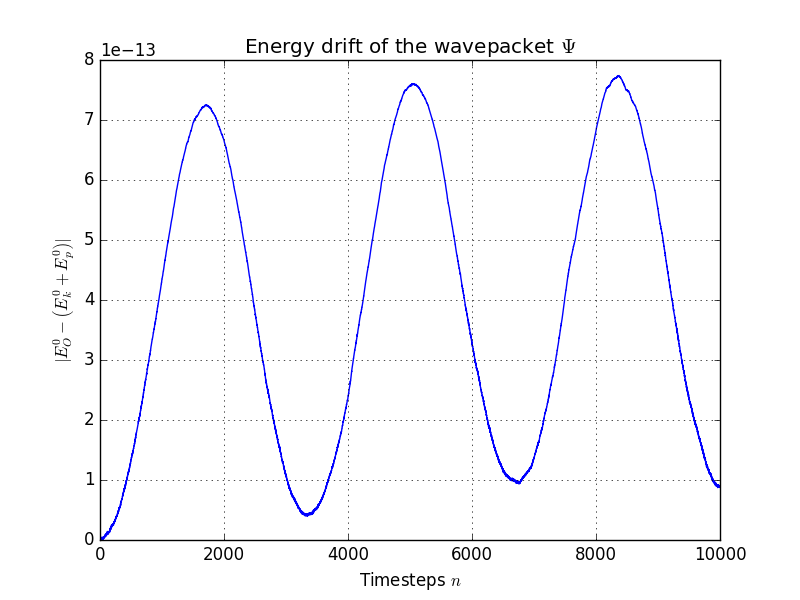 Energy drift of the wavepacket Ψ
1e−13
8
7
6
5
4
3
2
1
0
|E_O^0 − (E_k^0 + E_p^0)|
0 2000 4000 6000 8000 10000
Timesteps n